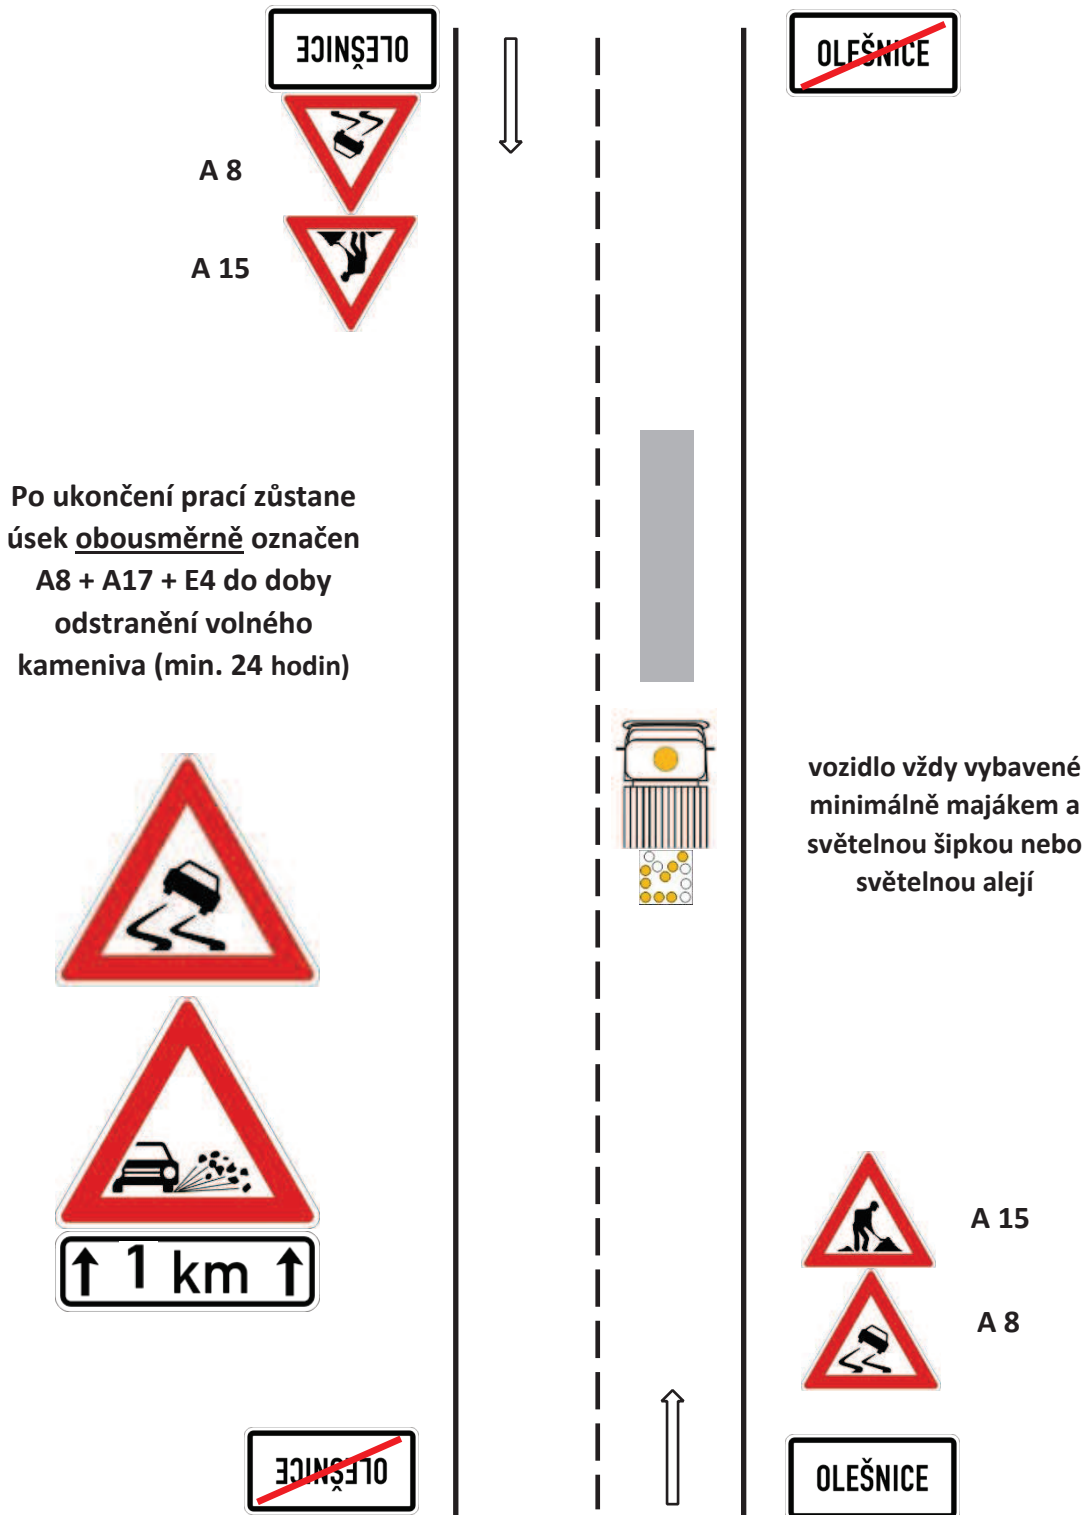 OLEŠNICE
OLEŠNICE
A 8
A 15
Po ukončení prací zůstane
úsek obousměrně označen
A8 + A17 + E4 do doby
odstranění volného
kameniva (min. 24 hodin)
vozidlo vždy vybavené
minimálně majákem a
světelnou šipkou nebo
světelnou alejí
1 km
A 15
A 8
OLEŠNICE
OLEŠNICE